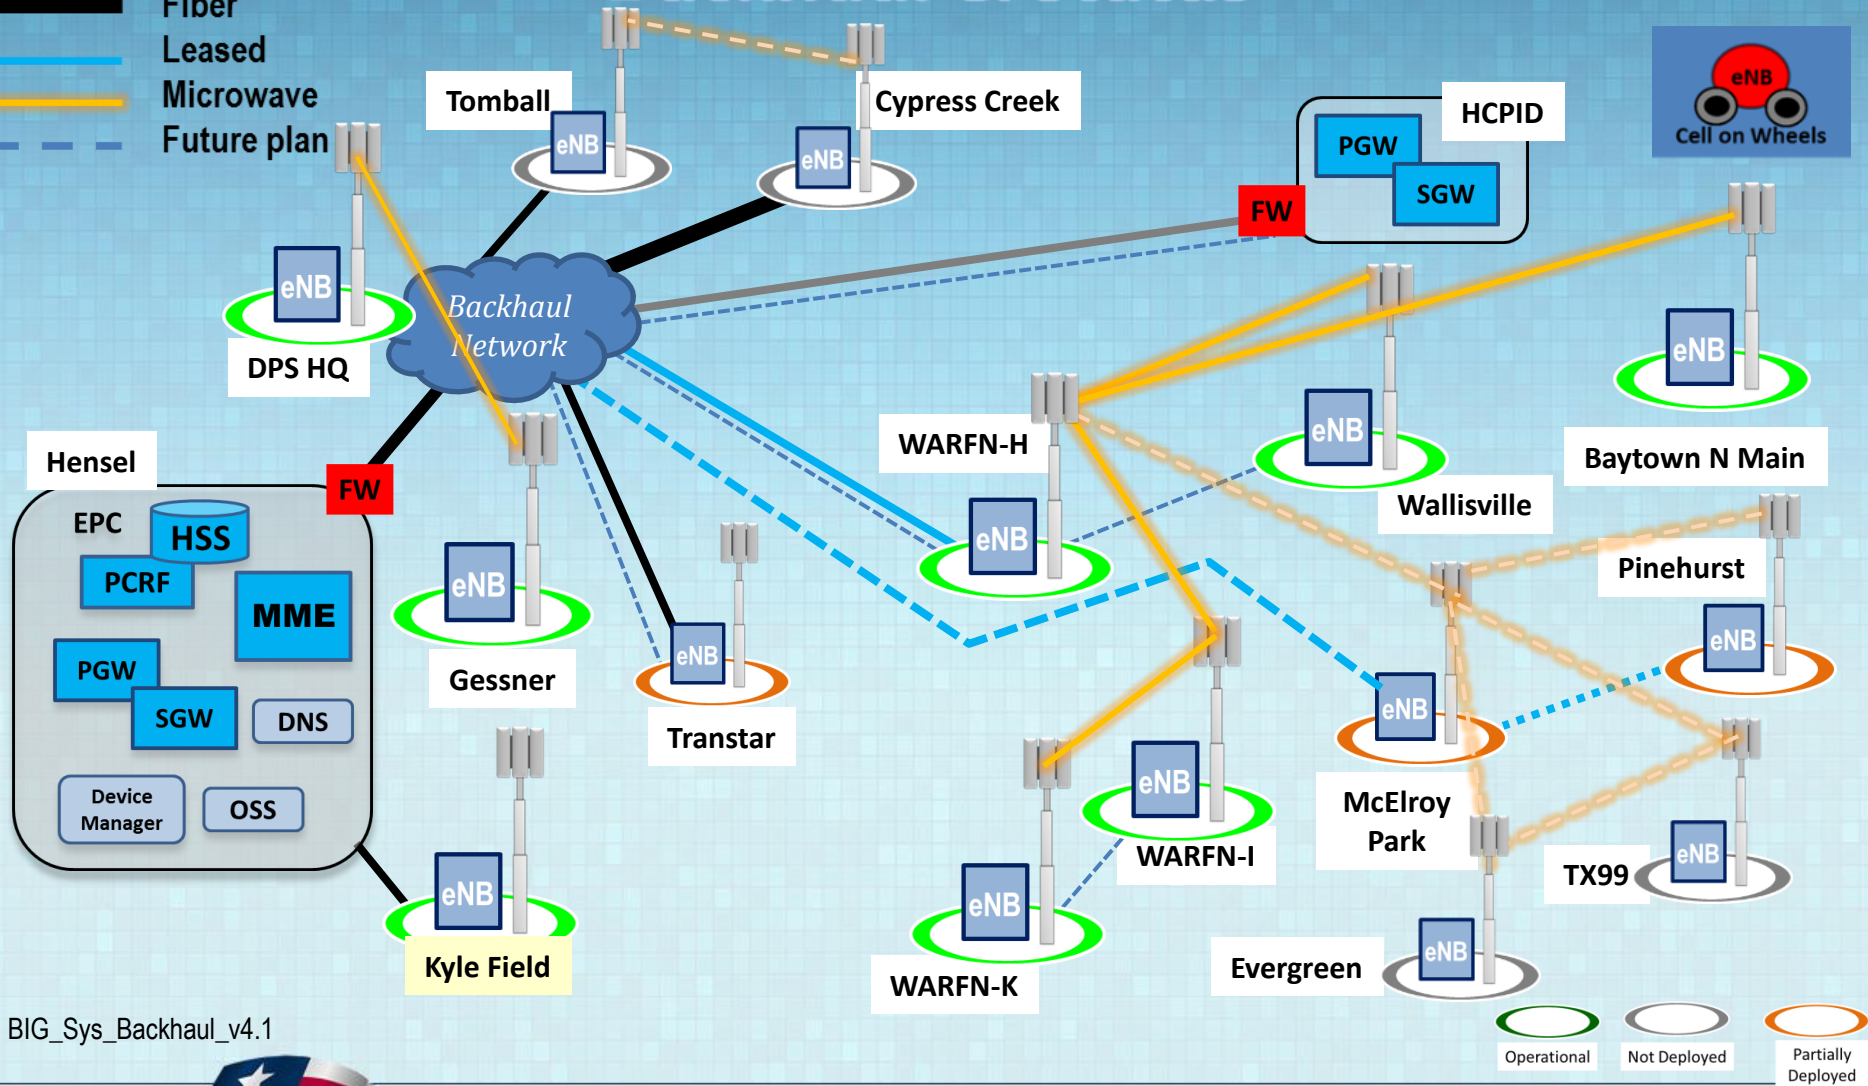 Fiber
Leased
Microwave
Future plan
Tomball
eNB
Cypress Creek
eNB
HCPID
PGW
SGW
FW
eNB
Cell on Wheels
eNB
DPS HQ
Backhaul
Network
Hensel
FW
EPC
HSS
PCRF
MME
PGW
SGW
DNS
Device
Manager
OSS
eNB
Gessner
eNB
Transtar
eNB
Kyle Field
WARFN-H
eNB
eNB
Wallisville
eNB
Baytown N Main
Pinehurst
eNB
eNB
McElroy
Park
eNB
WARFN-I
eNB
WARFN-K
TX99
eNB
Evergreen
eNB
BIG_Sys_Backhaul_v4.1
Operational
Not Deployed
Partially
Deployed